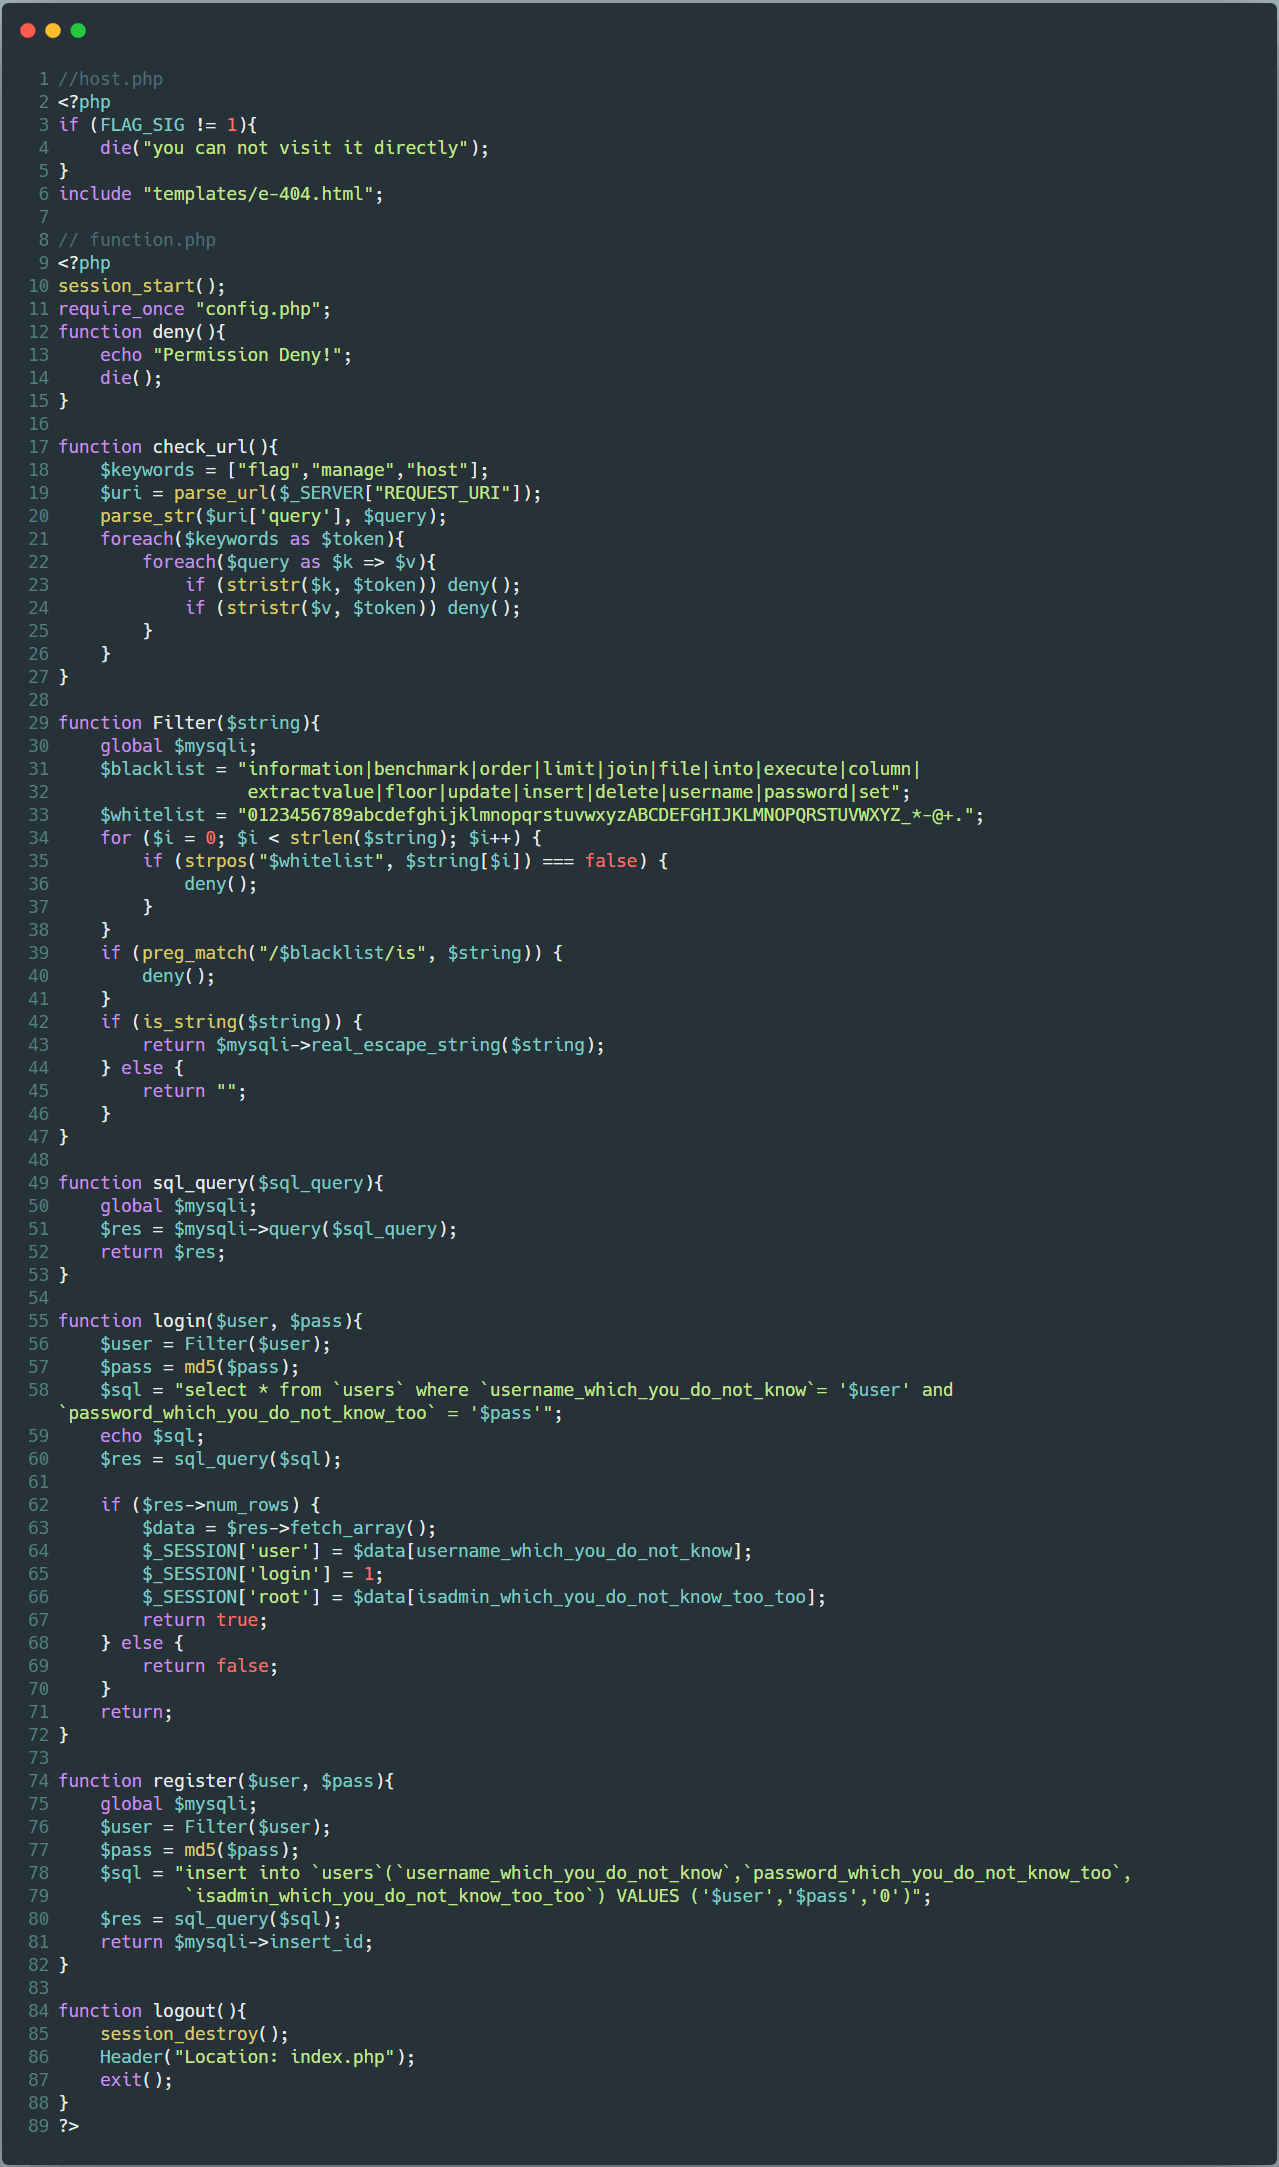 1 //host.php
2 <?php
3 if (FLAG_SIG != 1){
4     die("you can not visit it directly");
5 }
6 include "templates/e-404.html";
7
8 // function.php
9 <?php
10 session_start();
11 require_once "config.php";
12 function deny(){
13     echo "Permission Deny!";
14     die();
15 }
16
17 function check_url(){
18     $keywords = ["flag","manage","host"];
19     $uri = parse_url($_SERVER["REQUEST_URI"]);
20     parse_str($uri['query'], $query);
21     foreach($keywords as $token){
22         foreach($query as $k => $v){
23             if (stristr($k, $token)) deny();
24             if (stristr($v, $token)) deny();
25         }
26     }
27 }
28
29 function Filter($string){
30     global $mysqli;
31     $blacklist = "information|benchmark|order|limit|join|file|into|execute|column|
32                   extractvalue|floor|update|insert|delete|username|password|set";
33     $whitelist = "0123456789abcdefghijklmnopqrstuvwxyzABCDEFGHIJKLMNOPQRSTUVWXYZ_*-@+.";
34     for ($i = 0; $i < strlen($string); $i++) {
35         if (strpos("$whitelist", $string[$i]) === false) {
36             deny();
37         }
38     }
39     if (preg_match("/$blacklist/is", $string)) {
40         deny();
41     }
42     if (is_string($string)) {
43         return $mysqli->real_escape_string($string);
44     } else {
45         return "";
46     }
47 }
48
49 function sql_query($sql_query){
50     global $mysqli;
51     $res = $mysqli->query($sql_query);
52     return $res;
53 }
54
55 function login($user, $pass){
56     $user = Filter($user);
57     $pass = md5($pass);
58     $sql = "select * from `users` where `username_which_you_do_not_know`= '$user' and
`password_which_you_do_not_know_too` = '$pass'";
59     echo $sql;
60     $res = sql_query($sql);
61
62     if ($res->num_rows) {
63         $data = $res->fetch_array();
64         $_SESSION['user'] = $data[username_which_you_do_not_know];
65         $_SESSION['login'] = 1;
66         $_SESSION['root'] = $data[isadmin_which_you_do_not_know_too_too];
67         return true;
68     } else {
69         return false;
70     }
71     return;
72 }
73
74 function register($user, $pass){
75     global $mysqli;
76     $user = Filter($user);
77     $pass = md5($pass);
78     $sql = "insert into `users`(`username_which_you_do_not_know`,`password_which_you_do_not_know_too`,
79             `isadmin_which_you_do_not_know_too_too`) VALUES ('$user','$pass','0')";
80     $res = sql_query($sql);
81     return $mysqli->insert_id;
82 }
83
84 function logout(){
85     session_destroy();
86     Header("Location: index.php");
87     exit();
88 }
89 ?>